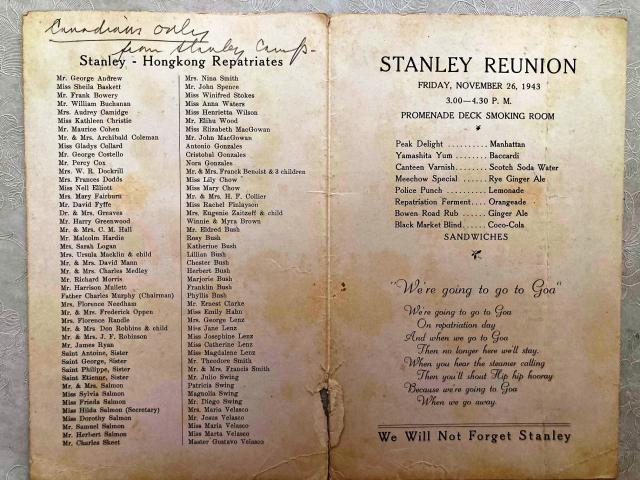 Canadians only
from Stanley Camp -
Stanley - Hongkong Repatriates
Mr. George Andrew
Miss Sheila Baskett
Mr. Frank Bowery
Mr. William Buchanan
Mrs. Audrey Camidge
Miss Kathleen Christie
Mr. Maurice Cohen
Mr. & Mrs. Archibald Coleman
Miss Gladys Collard
Mr. George Costello
Mr. Percy Cox
Mrs. W. R. Dockrill
Mrs. Frances Dodds
Miss Nell Elliott
Mrs. Mary Fairburn
Mr. David Fyffe
Dr. & Mrs. Greaves
Mr. Harry Greenwood
Mr. & Mrs. C. M. Hall
Mr. Malcolm Hardie
Mrs. Sarah Logan
Mrs. Ursula Macklin & child
Mr. & Mrs. David Mann
Mr. & Mrs. Charles Medley
Mr. Richard Morris
Mr. Harrison Mullett
Father Charles Murphy (Chairman)
Mrs. Florence Needham
Mr. & Mrs. Frederick Oppen
Mrs. Florence Randle
Mr. & Mrs Don Robbins & child
Mr. & Mrs. J. F. Robinson
Mr. James Ryan
Saint Antoine, Sister
Saint George, Sister
Saint Philippe, Sister
Saint Etienne, Sister
Mr. & Mrs. Salmon
Miss Sylvia Salmon
Miss Frieda Salmon
Miss Hilda Salmon (Secretary)
Miss Dorothy Salmon
Mr. Samuel Salmon
Mr. Herbert Salmon
Mr. Charles Skeet
Mrs. Nina Smith
Mr. John Spence
Miss Winifred Stokes
Miss Anna Waters
Miss Henrietta Wilson
Mr. Elihu Wood
Miss Elizabeth MacGowan
Mr. John MacGowan
Antonio Gonzales
Cristobal Gonzales
Nora Gonzales
Mr. & Mrs. Franck Benoist & 3 children
Miss Lily Chow
Miss Mary Chow
Mr. & Mrs. H. F. Collier
Miss Rachel Finlayson
Mrs. Eugenie Zaitzeff & child
Winnie & Myra Brown
Mr. Eldred Bush
Rosy Bush
Katherine Bush
Lillian Bush
Chester Bush
Herbert Bush
Marjorie Bush
Franklin Bush
Phyllis Bush
Mr. Ernest Clarke
Miss Emily Hahn
Mrs. George Lenz
Miss Jane Lenz
Miss Josephine Lenz
Miss Catherine Lenz
Miss Magdalene Lenz
Mr. Theodore Smith
Mr. & Mrs. Francis Smith
Mr. Julio Swing
Patricia Swing
Magnolia Swing
Mr. Diego Swing
Mrs. Maria Velasco
Mr. Jesus Velasco
Miss Maria Velasco
Miss Marta Velasco
Master Gustavo Velasco
STANLEY REUNION
FRIDAY, NOVEMBER 26, 1943
3.00—4.30 P. M.
PROMENADE DECK SMOKING ROOM
Peak Delight .......... Manhattan
Yamashita Yum ......... Baccardi
Canteen Varnish........ Scotch Soda Water
Meechow Special ....... Rye Ginger Ale
Police Punch .......... Lemonade
Repatriation Ferment.... Orangeade
Bowen Road Rub ....... Ginger Ale
Black Market Blind...... Coco-Cola
SANDWICHES
"We're going to go to Goa"
We're going to go to Goa
On repatriation day
And when we go to Goa
Then no longer here we'll stay.
When you hear the steamer calling
Then you'll shout Hip hip hooray
Because we're going to Goa
When we go away.
We Will Not Forget Stanley